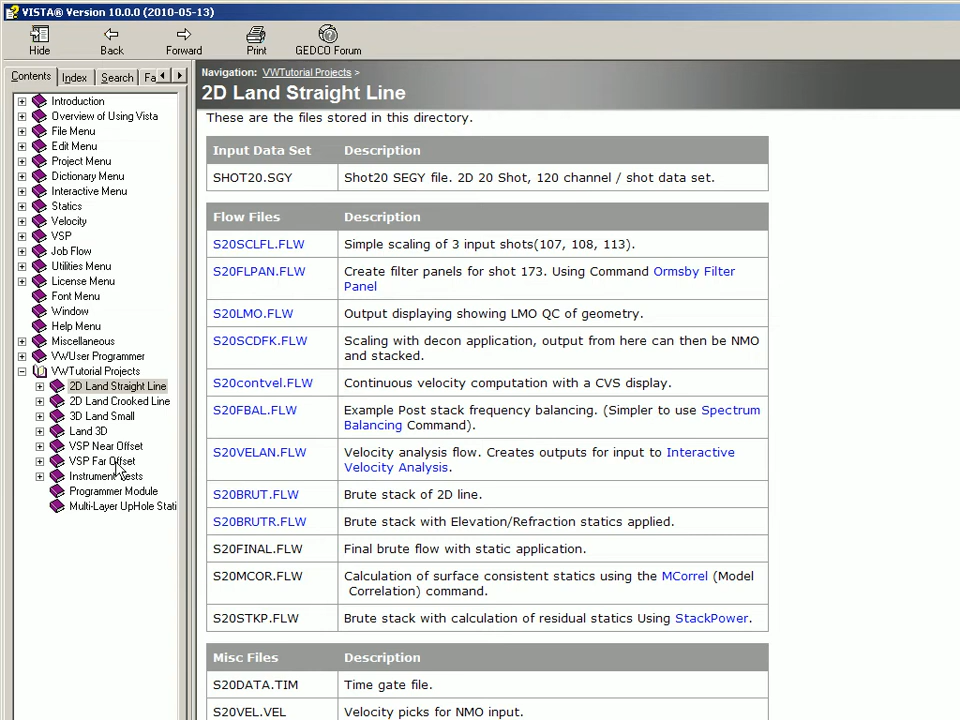 VISTA® Version 10.0.0 (2010-05-13)
Hide
Back
Forward
Print
GEDCO Forum
Contents
Index
Search
Fa
Introduction
Overview of Using Vista
File Menu
Edit Menu
Project Menu
Dictionary Menu
Interactive Menu
Statics
Velocity
VSP
Job Flow
Utilities Menu
License Menu
Font Menu
Window
Help Menu
Miscellaneous
VWUser Programmer
VWTutorial Projects
2D Land Straight Line
2D Land Crooked Line
3D Land Small
Land 3D
VSP Near Offset
VSP Far Offset
Instrument Tests
Programmer Module
Multi-Layer UpHole Stati
Navigation: VWTutorial Projects >
2D Land Straight Line
These are the files stored in this directory.
Input Data Set Description
SHOT20.SGY Shot20 SEGY file. 2D 20 Shot, 120 channel / shot data set.
Flow Files Description
S20SCLFL.FLW Simple scaling of 3 input shots(107, 108, 113).
S20FLPAN.FLW Create filter panels for shot 173. Using Command Ormsby Filter
Panel
S20LMO.FLW Output displaying showing LMO QC of geometry.
S20SCDFK.FLW Scaling with decon application, output from here can then be NMO
and stacked.
S20contvel.FLW Continuous velocity computation with a CVS display.
S20FBAL.FLW Example Post stack frequency balancing. (Simpler to use Spectrum
Balancing Command).
S20VELAN.FLW Velocity analysis flow. Creates outputs for input to Interactive
Velocity Analysis.
S20BRUT.FLW Brute stack of 2D line.
S20BRUTR.FLW Brute stack with Elevation/Refraction statics applied.
S20FINAL.FLW Final brute flow with static application.
S20MCOR.FLW Calculation of surface consistent statics using the MCorrel (Model
Correlation) command.
S20STKP.FLW Brute stack with calculation of residual statics Using StackPower.
Misc Files Description
S20DATA.TIM Time gate file.
S20VEL.VEL Velocity picks for NMO input.